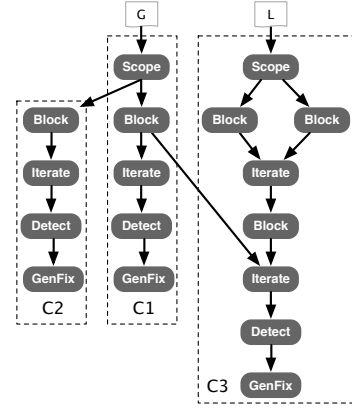 G L
Scope Scope
Block Block Block Block
Iterate Iterate Iterate
Detect Detect Block
GenFix GenFix Iterate
C2 C1
Detect
C3 GenFix